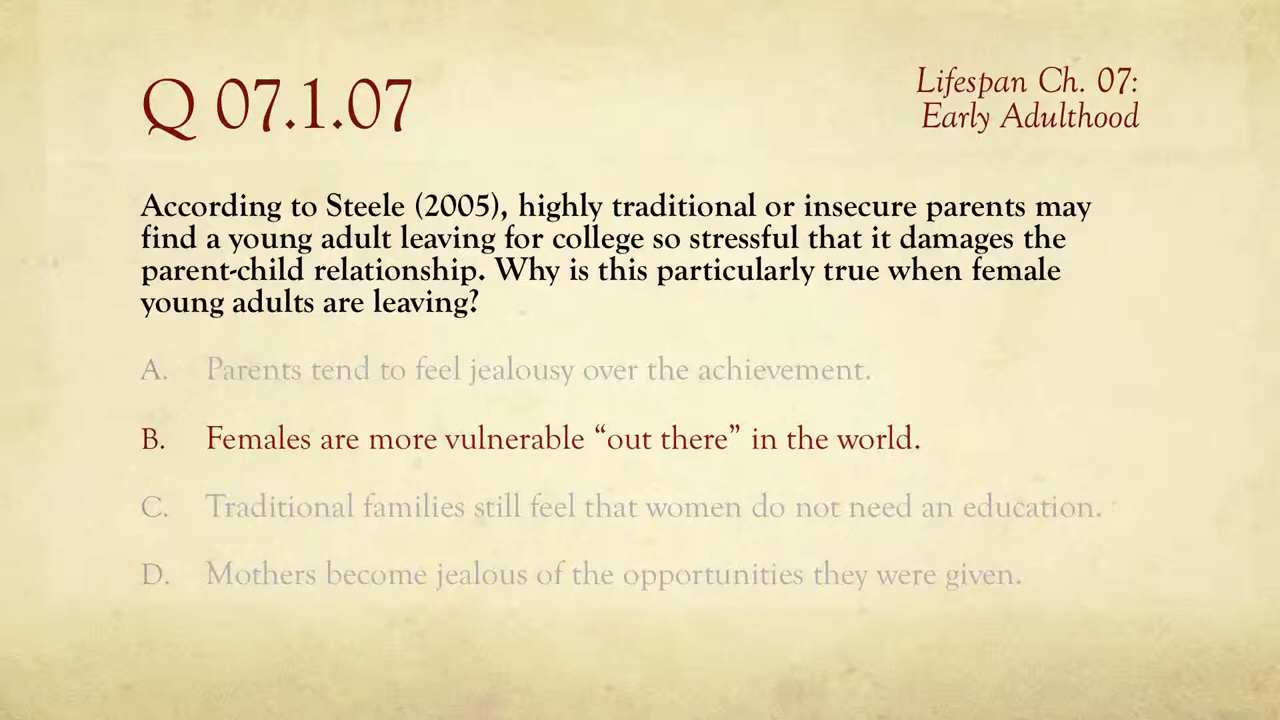 Q 07.1.07
Lifespan Ch. 07:
Early Adulthood
According to Steele (2005), highly traditional or insecure parents may
find a young adult leaving for college so stressful that it damages the
parent-child relationship. Why is this particularly true when female
young adults are leaving?
A. Parents tend to feel jealousy over the achievement.
B. Females are more vulnerable “out there” in the world.
C. Traditional families still feel that women do not need an education.
D. Mothers become jealous of the opportunities they were given.